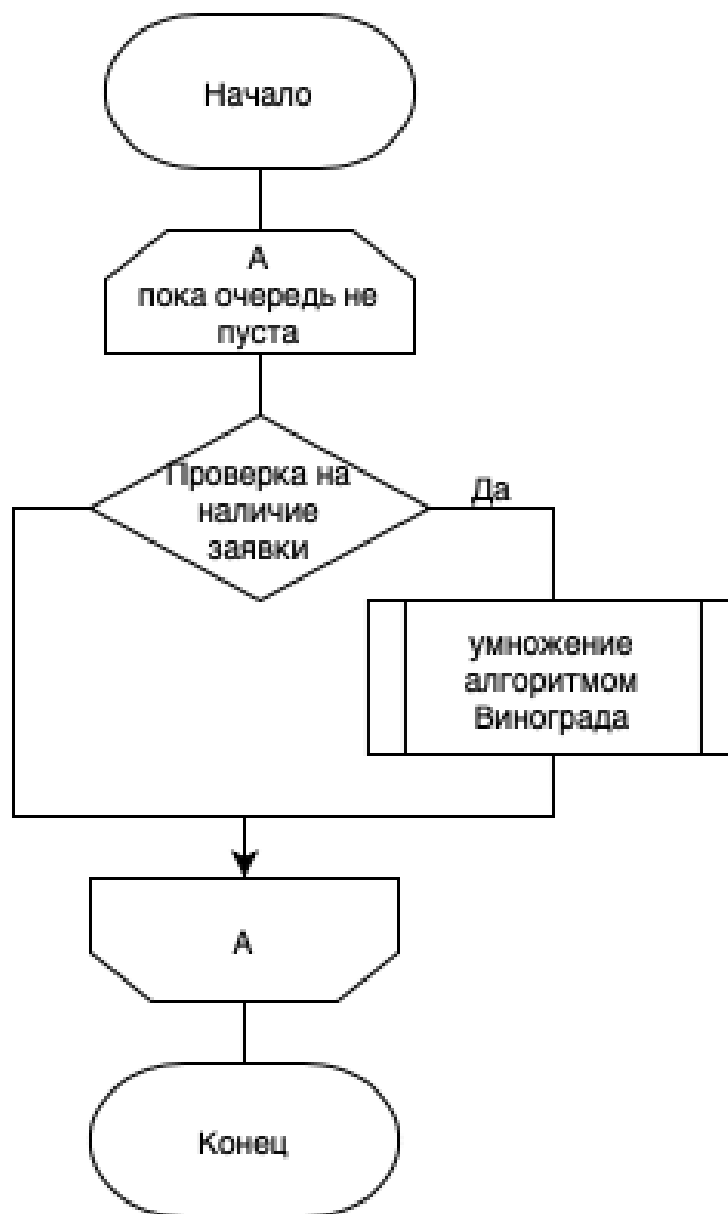 Начало
А
пока очередь не
пуста
Проверка на
наличие
заявки
Да
умножение
алгоритмом
Винограда
А
Конец